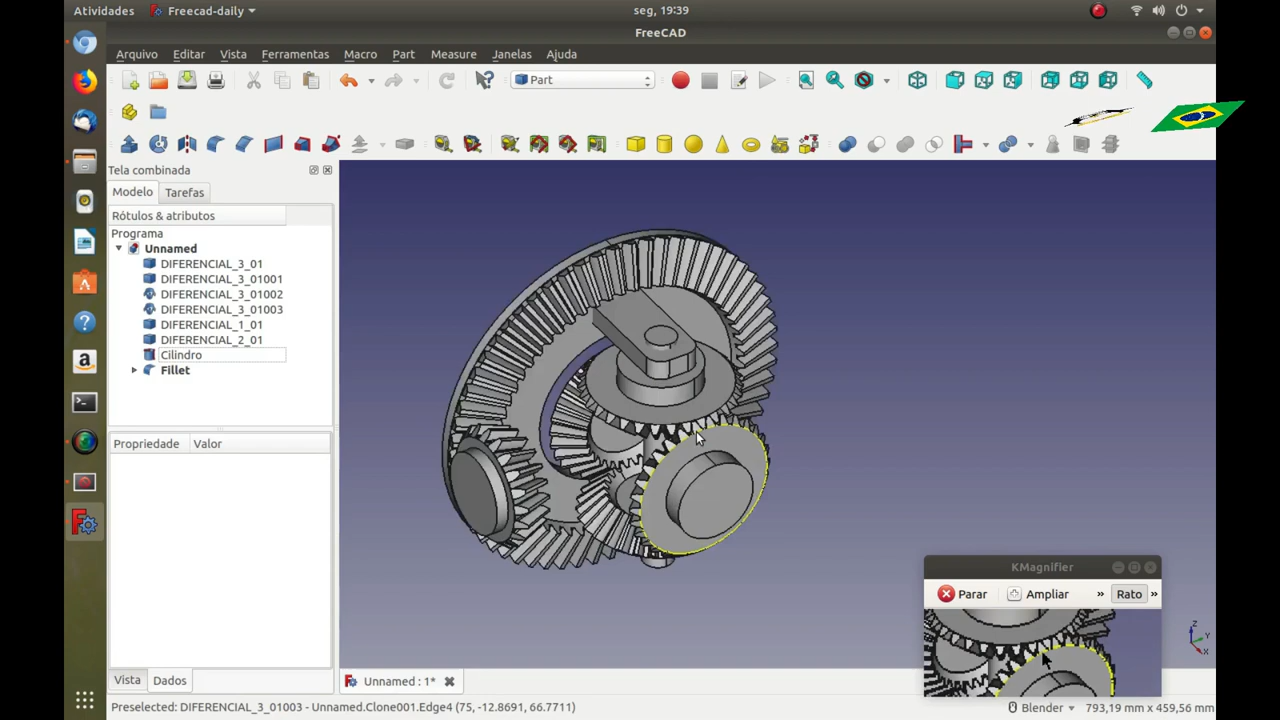 Atividades Freecad-daily seg, 19:39
FreeCAD
Arquivo Editar Vista Ferramentas Macro Part Measure Janelas Ajuda
Part
Tela combinada
Modelo Tarefas
Rótulos & atributos
Programa
Unnamed
DIFERENCIAL_3_01
DIFERENCIAL_3_01001
DIFERENCIAL_3_01002
DIFERENCIAL_3_01003
DIFERENCIAL_1_01
DIFERENCIAL_2_01
Cilindro
Fillet
Propriedade Valor
KMagnifier
Parar Ampliar » Rato »
Z
Y
X
Vista Dados
Unnamed : 1*
Preselected: DIFERENCIAL_3_01003 - Unnamed.Clone001.Edge4 (75, -12.8691, 66.7711) Blender 793,19 mm x 459,56 mm